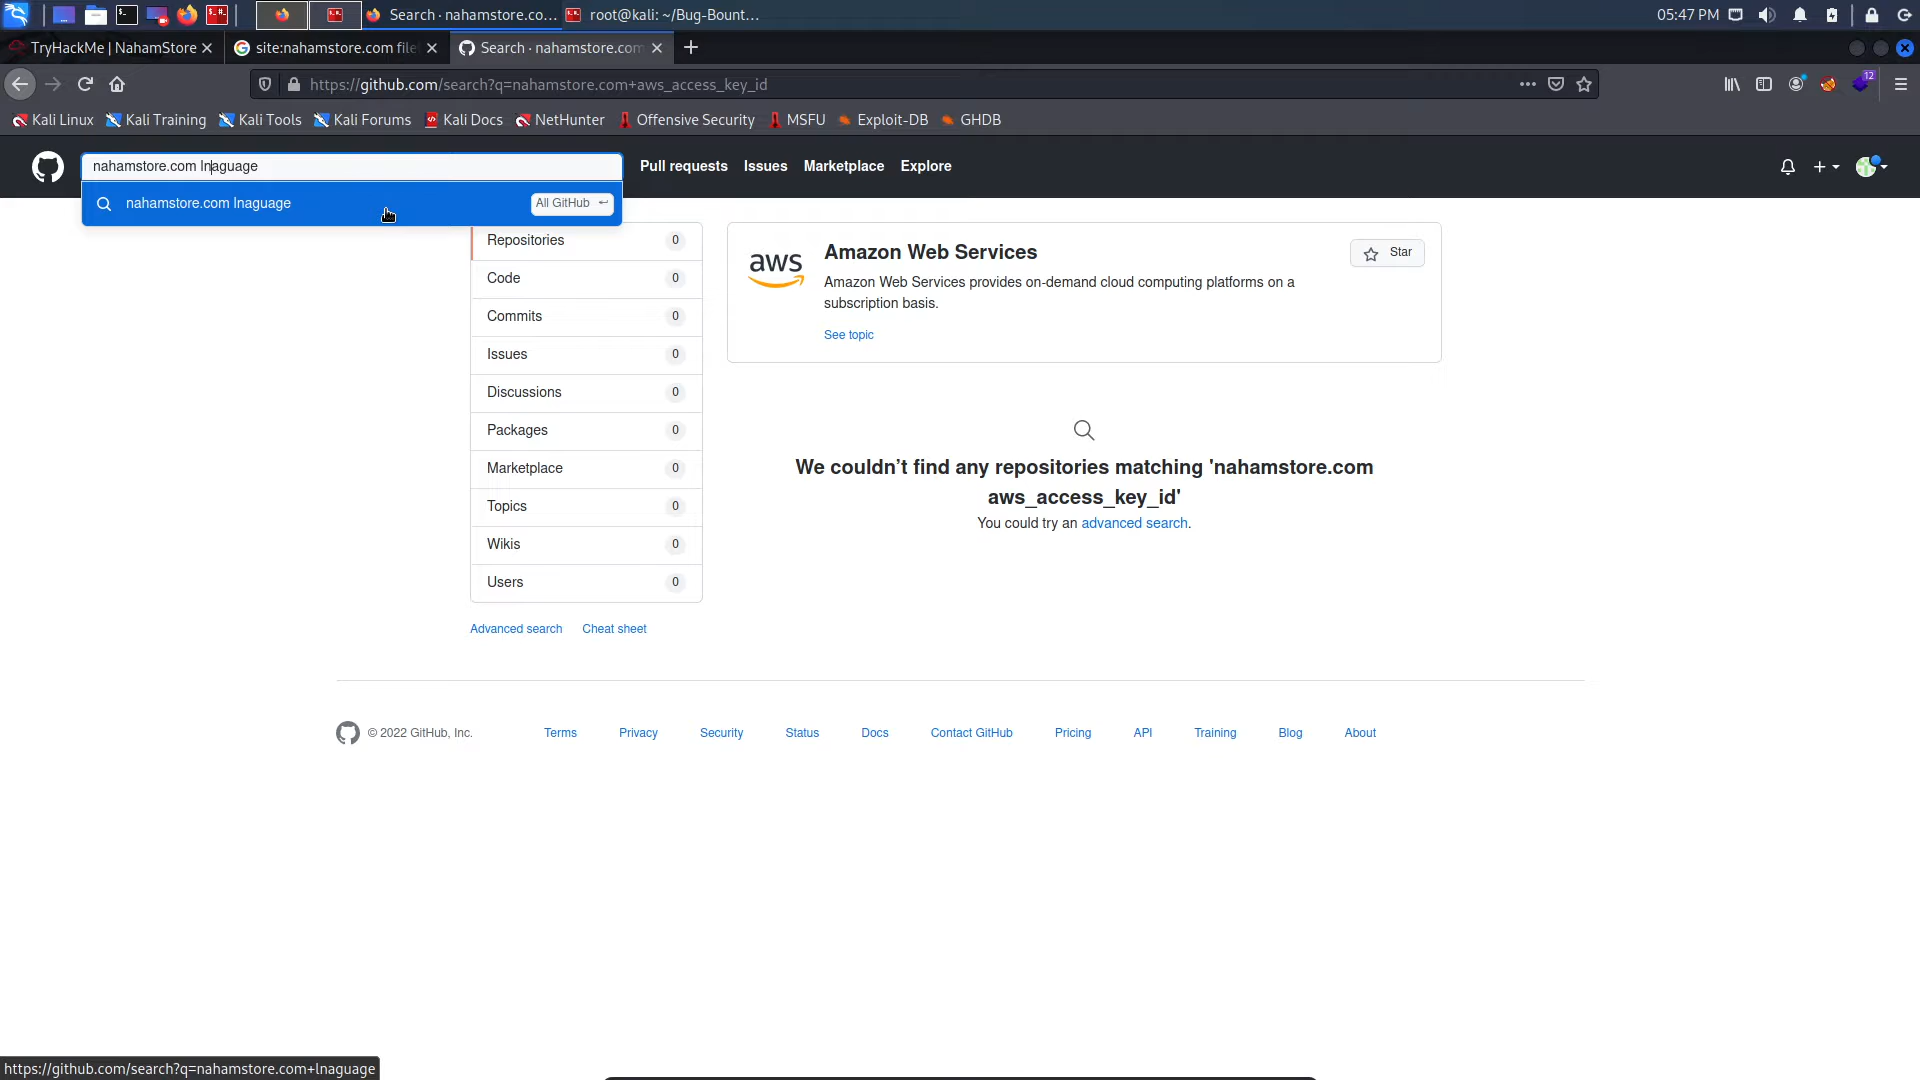 Search - nahamstore.co...
root@kali: ~/Bug-Bount...
05:47 PM
TryHackMe | NahamStore
site:nahamstore.com file
Search · nahamstore.com
https://github.com/search?q=nahamstore.com+aws_access_key_id
12
Kali Linux
Kali Training
Kali Tools
Kali Forums
Kali Docs
NetHunter
Offensive Security
MSFU
Exploit-DB
GHDB
nahamstore.com lnaguage
Pull requests
Issues
Marketplace
Explore
nahamstore.com lnaguage
All GitHub
Repositories 0
Code 0
Commits 0
Issues 0
Discussions 0
Packages 0
Marketplace 0
Topics 0
Wikis 0
Users 0
Advanced search
Cheat sheet
aws
Amazon Web Services
Star
Amazon Web Services provides on-demand cloud computing platforms on a
subscription basis.
See topic
We couldn’t find any repositories matching 'nahamstore.com
aws_access_key_id'
You could try an advanced search.
© 2022 GitHub, Inc.
Terms
Privacy
Security
Status
Docs
Contact GitHub
Pricing
API
Training
Blog
About
https://github.com/search?q=nahamstore.com+lnaguage